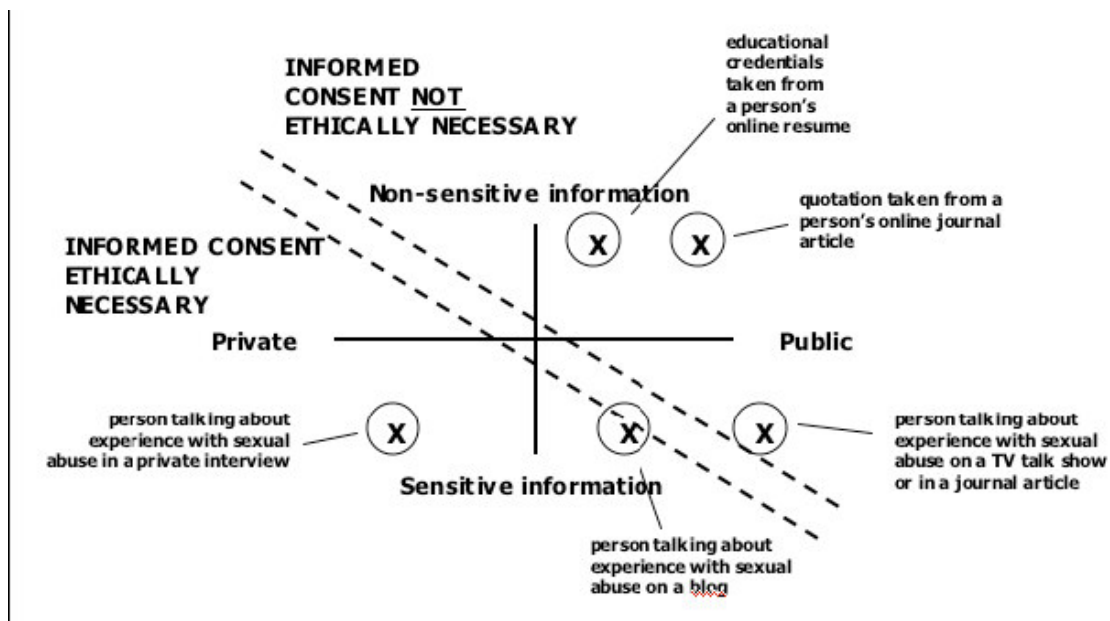 educational
credentials
taken from
a person's
online resume
INFORMED
CONSENT NOT
ETHICALLY NECESSARY
Non-sensitive information
quotation taken from a
person's online journal
article
X
X
INFORMED CONSENT
ETHICALLY
NECESSARY
Private
Public
person talking about
experience with sexual
abuse in a private interview
X
X
X
person talking about
experience with sexual
abuse on a TV talk show
or in a journal article
Sensitive information
person talking about
experience with sexual
abuse on a blog